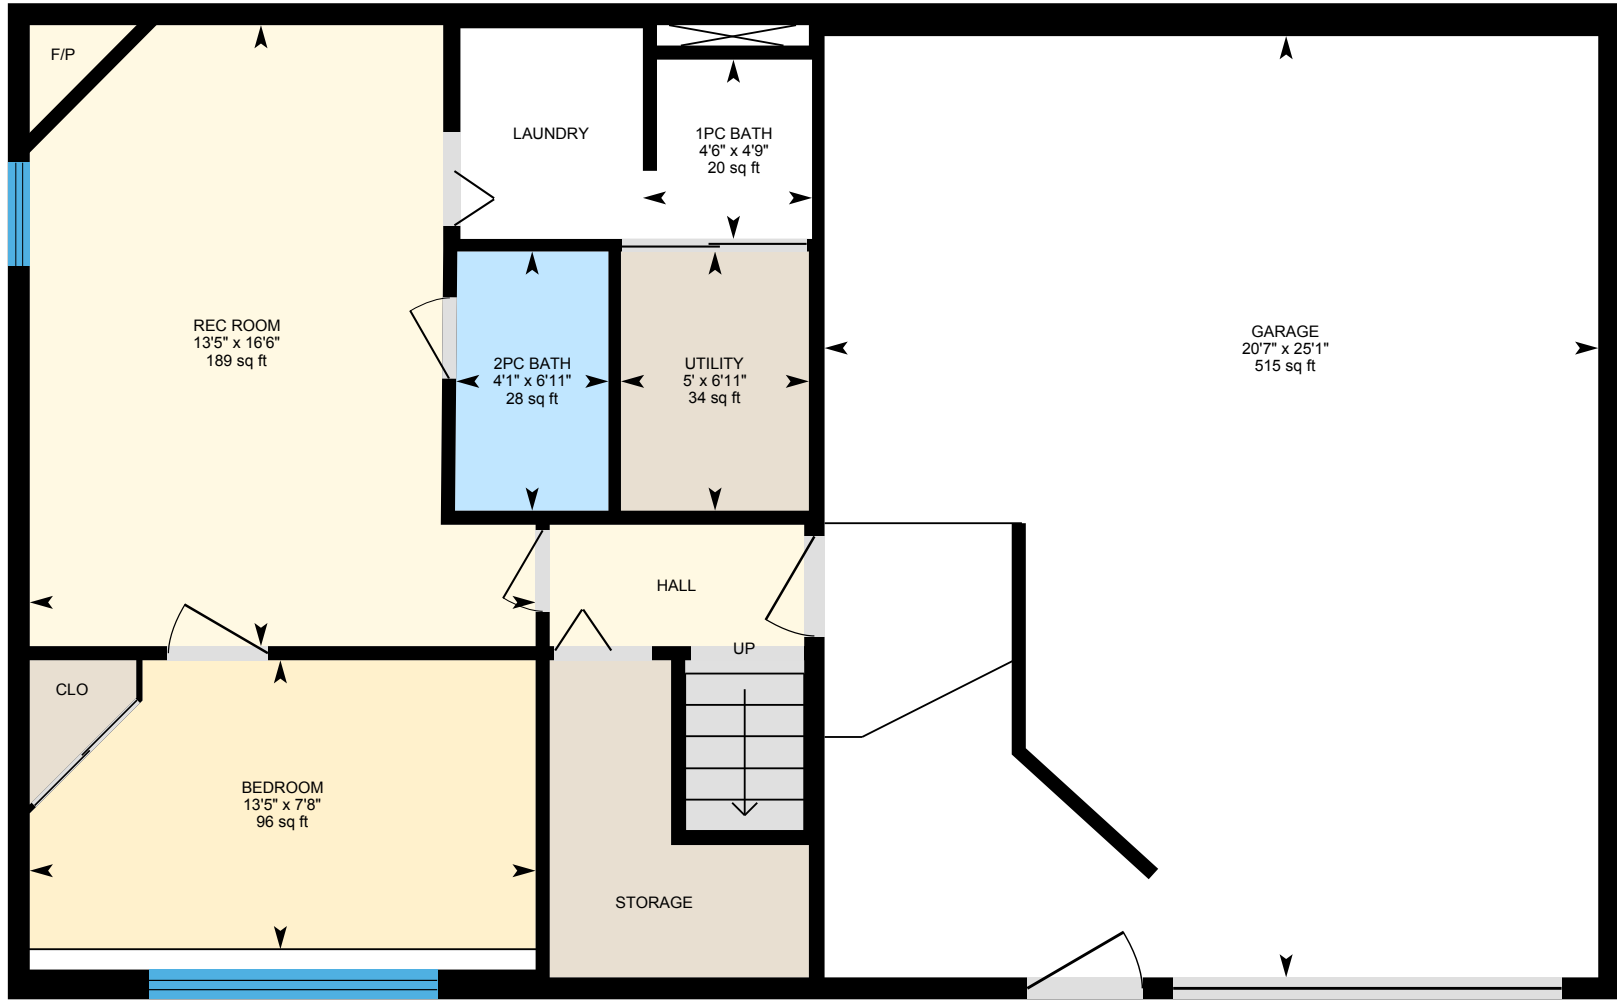 F/P
LAUNDRY
1PC BATH
4'6" x 4'9"
20 sq ft
REC ROOM
13'5" x 16'6"
189 sq ft
2PC BATH
4'1" x 6'11"
28 sq ft
UTILITY
5' x 6'11"
34 sq ft
GARAGE
20'7" x 25'1"
515 sq ft
HALL
UP
CLO
BEDROOM
13'5" x 7'8"
96 sq ft
STORAGE